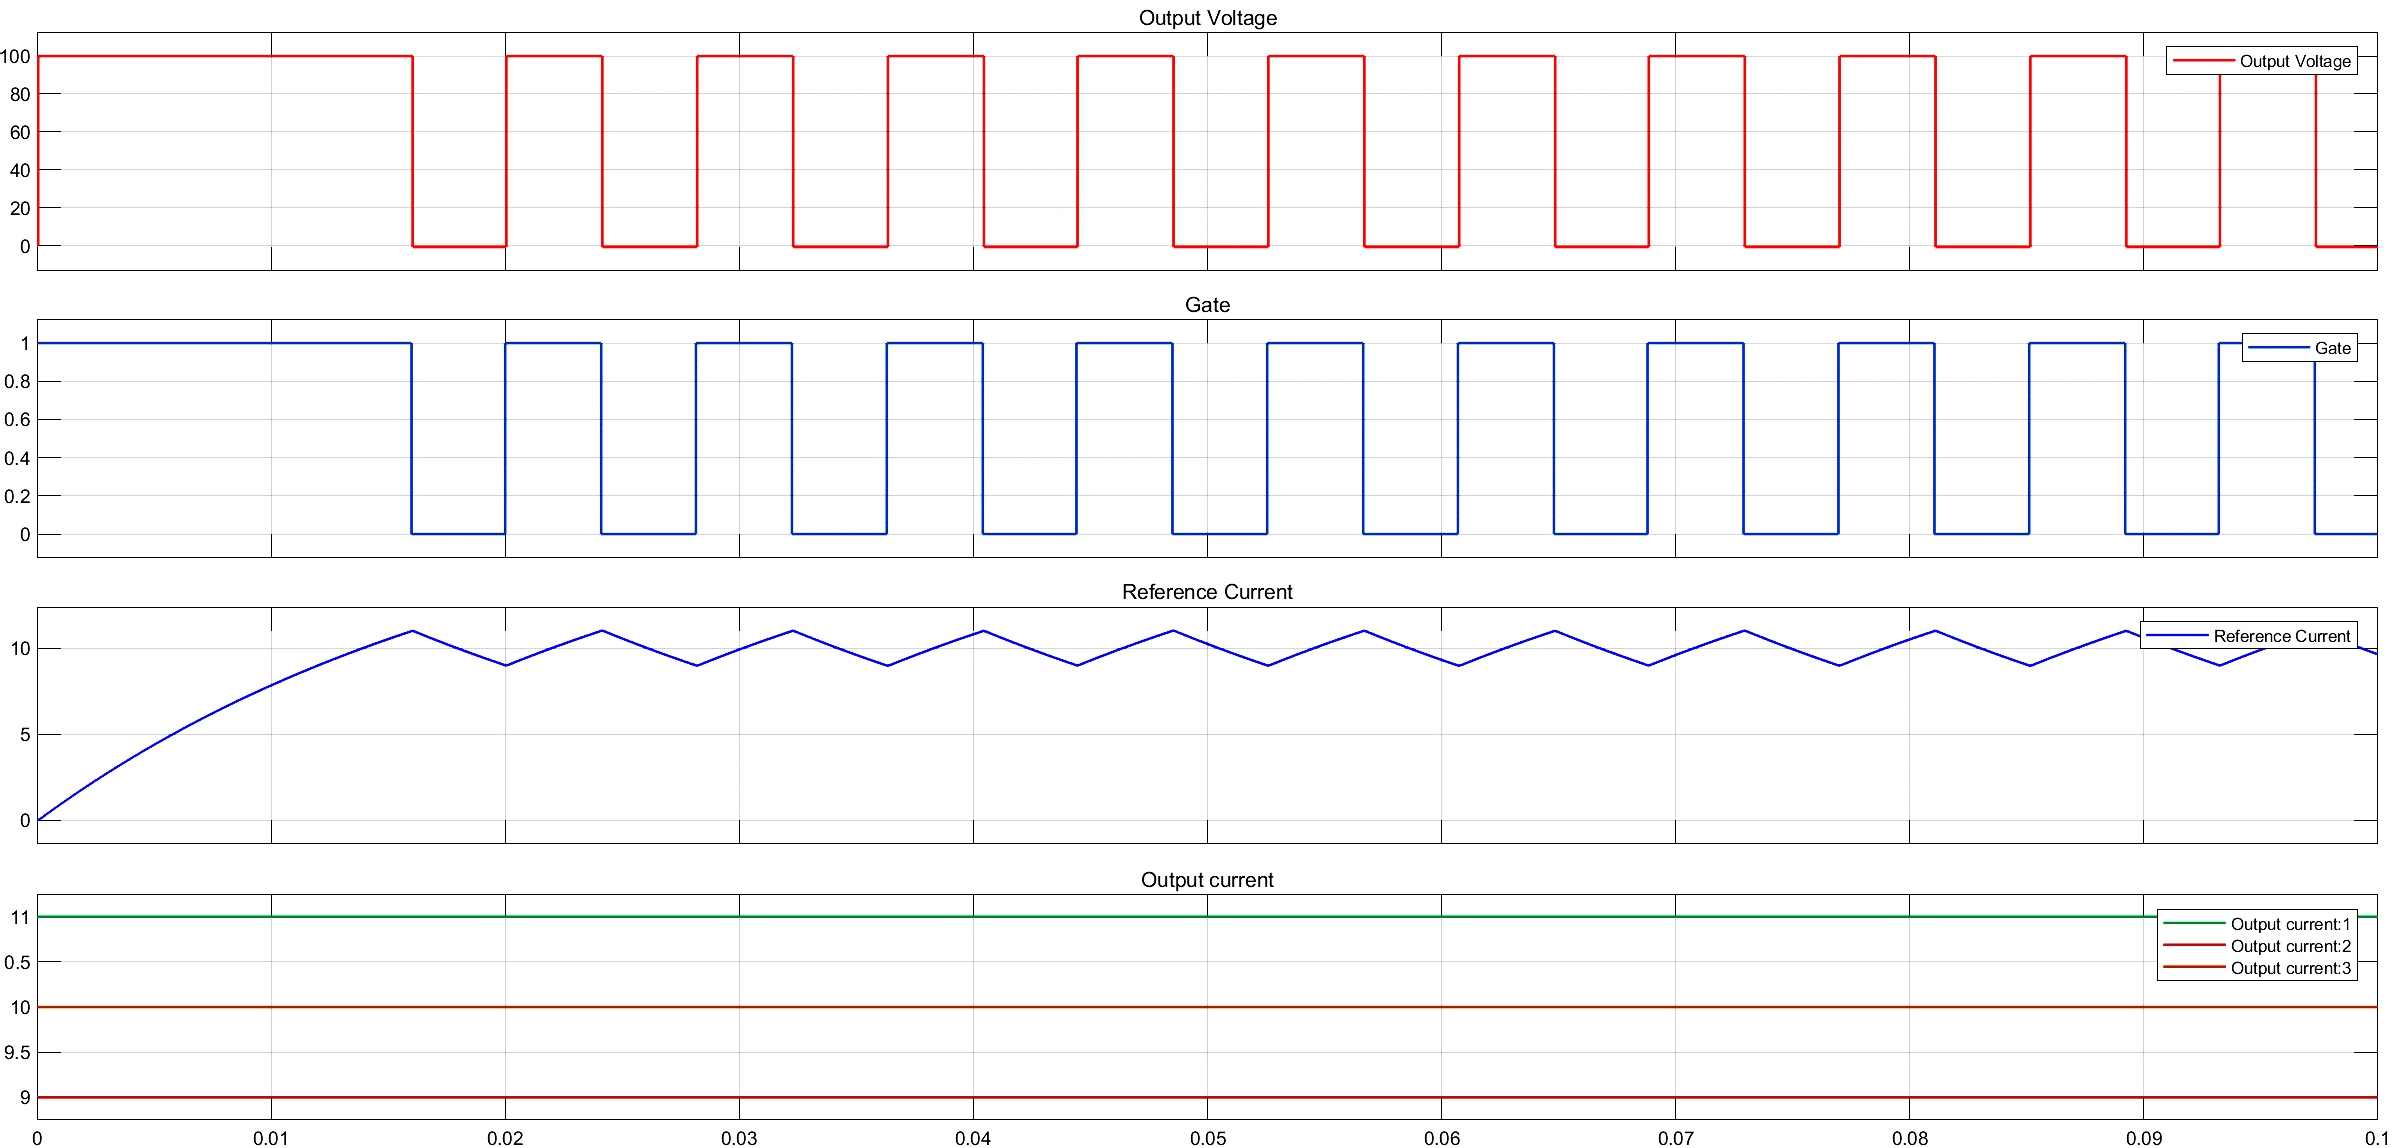 Output Voltage
100
80
60
40
20
0
Output Voltage
Gate
1
0.8
0.6
0.4
0.2
0
Gate
Reference Current
10
5
0
Reference Current
Output current
11
0.5
10
9.5
9
Output current:1
Output current:2
Output current:3
0 0.01 0.02 0.03 0.04 0.05 0.06 0.07 0.08 0.09 0.1